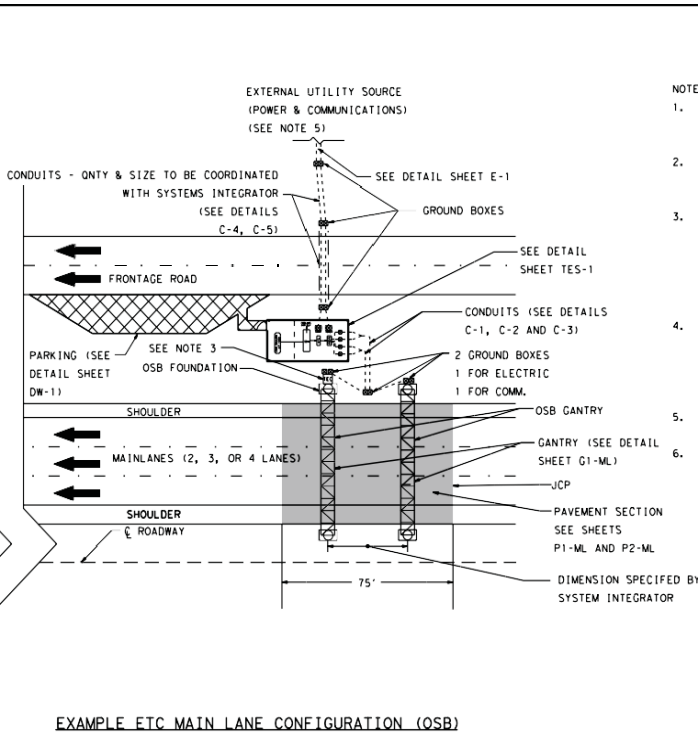 NOTE
1.
EXTERNAL UTILITY SOURCE
(POWER & COMMUNICATIONS)
(SEE NOTE 5)
2.
CONDUITS - QNTY & SIZE TO BE COORDINATED
WITH SYSTEMS INTEGRATOR
(SEE DETAILS
C-4, C-5)
SEE DETAIL SHEET E-1
GROUND BOXES
3.
SEE DETAIL
SHEET TES-1
FRONTAGE ROAD
CONDUITS (SEE DETAILS
C-1, C-2 AND C-3)
4.
PARKING (SEE
DETAIL SHEET
DW-1)
SEE NOTE 3
OSB FOUNDATION
2 GROUND BOXES
1 FOR ELECTRIC
1 FOR COMM.
SHOULDER
OSB GANTRY
5.
MAINLANES (2, 3, OR 4 LANES)
GANTRY (SEE DETAIL
SHEET G1-ML)
6.
JCP
SHOULDER
PAVEMENT SECTION
SEE SHEETS
P1-ML AND P2-ML
℄ ROADWAY
75'
DIMENSION SPECIFED BY
SYSTEM INTEGRATOR
EXAMPLE ETC MAIN LANE CONFIGURATION (OSB)